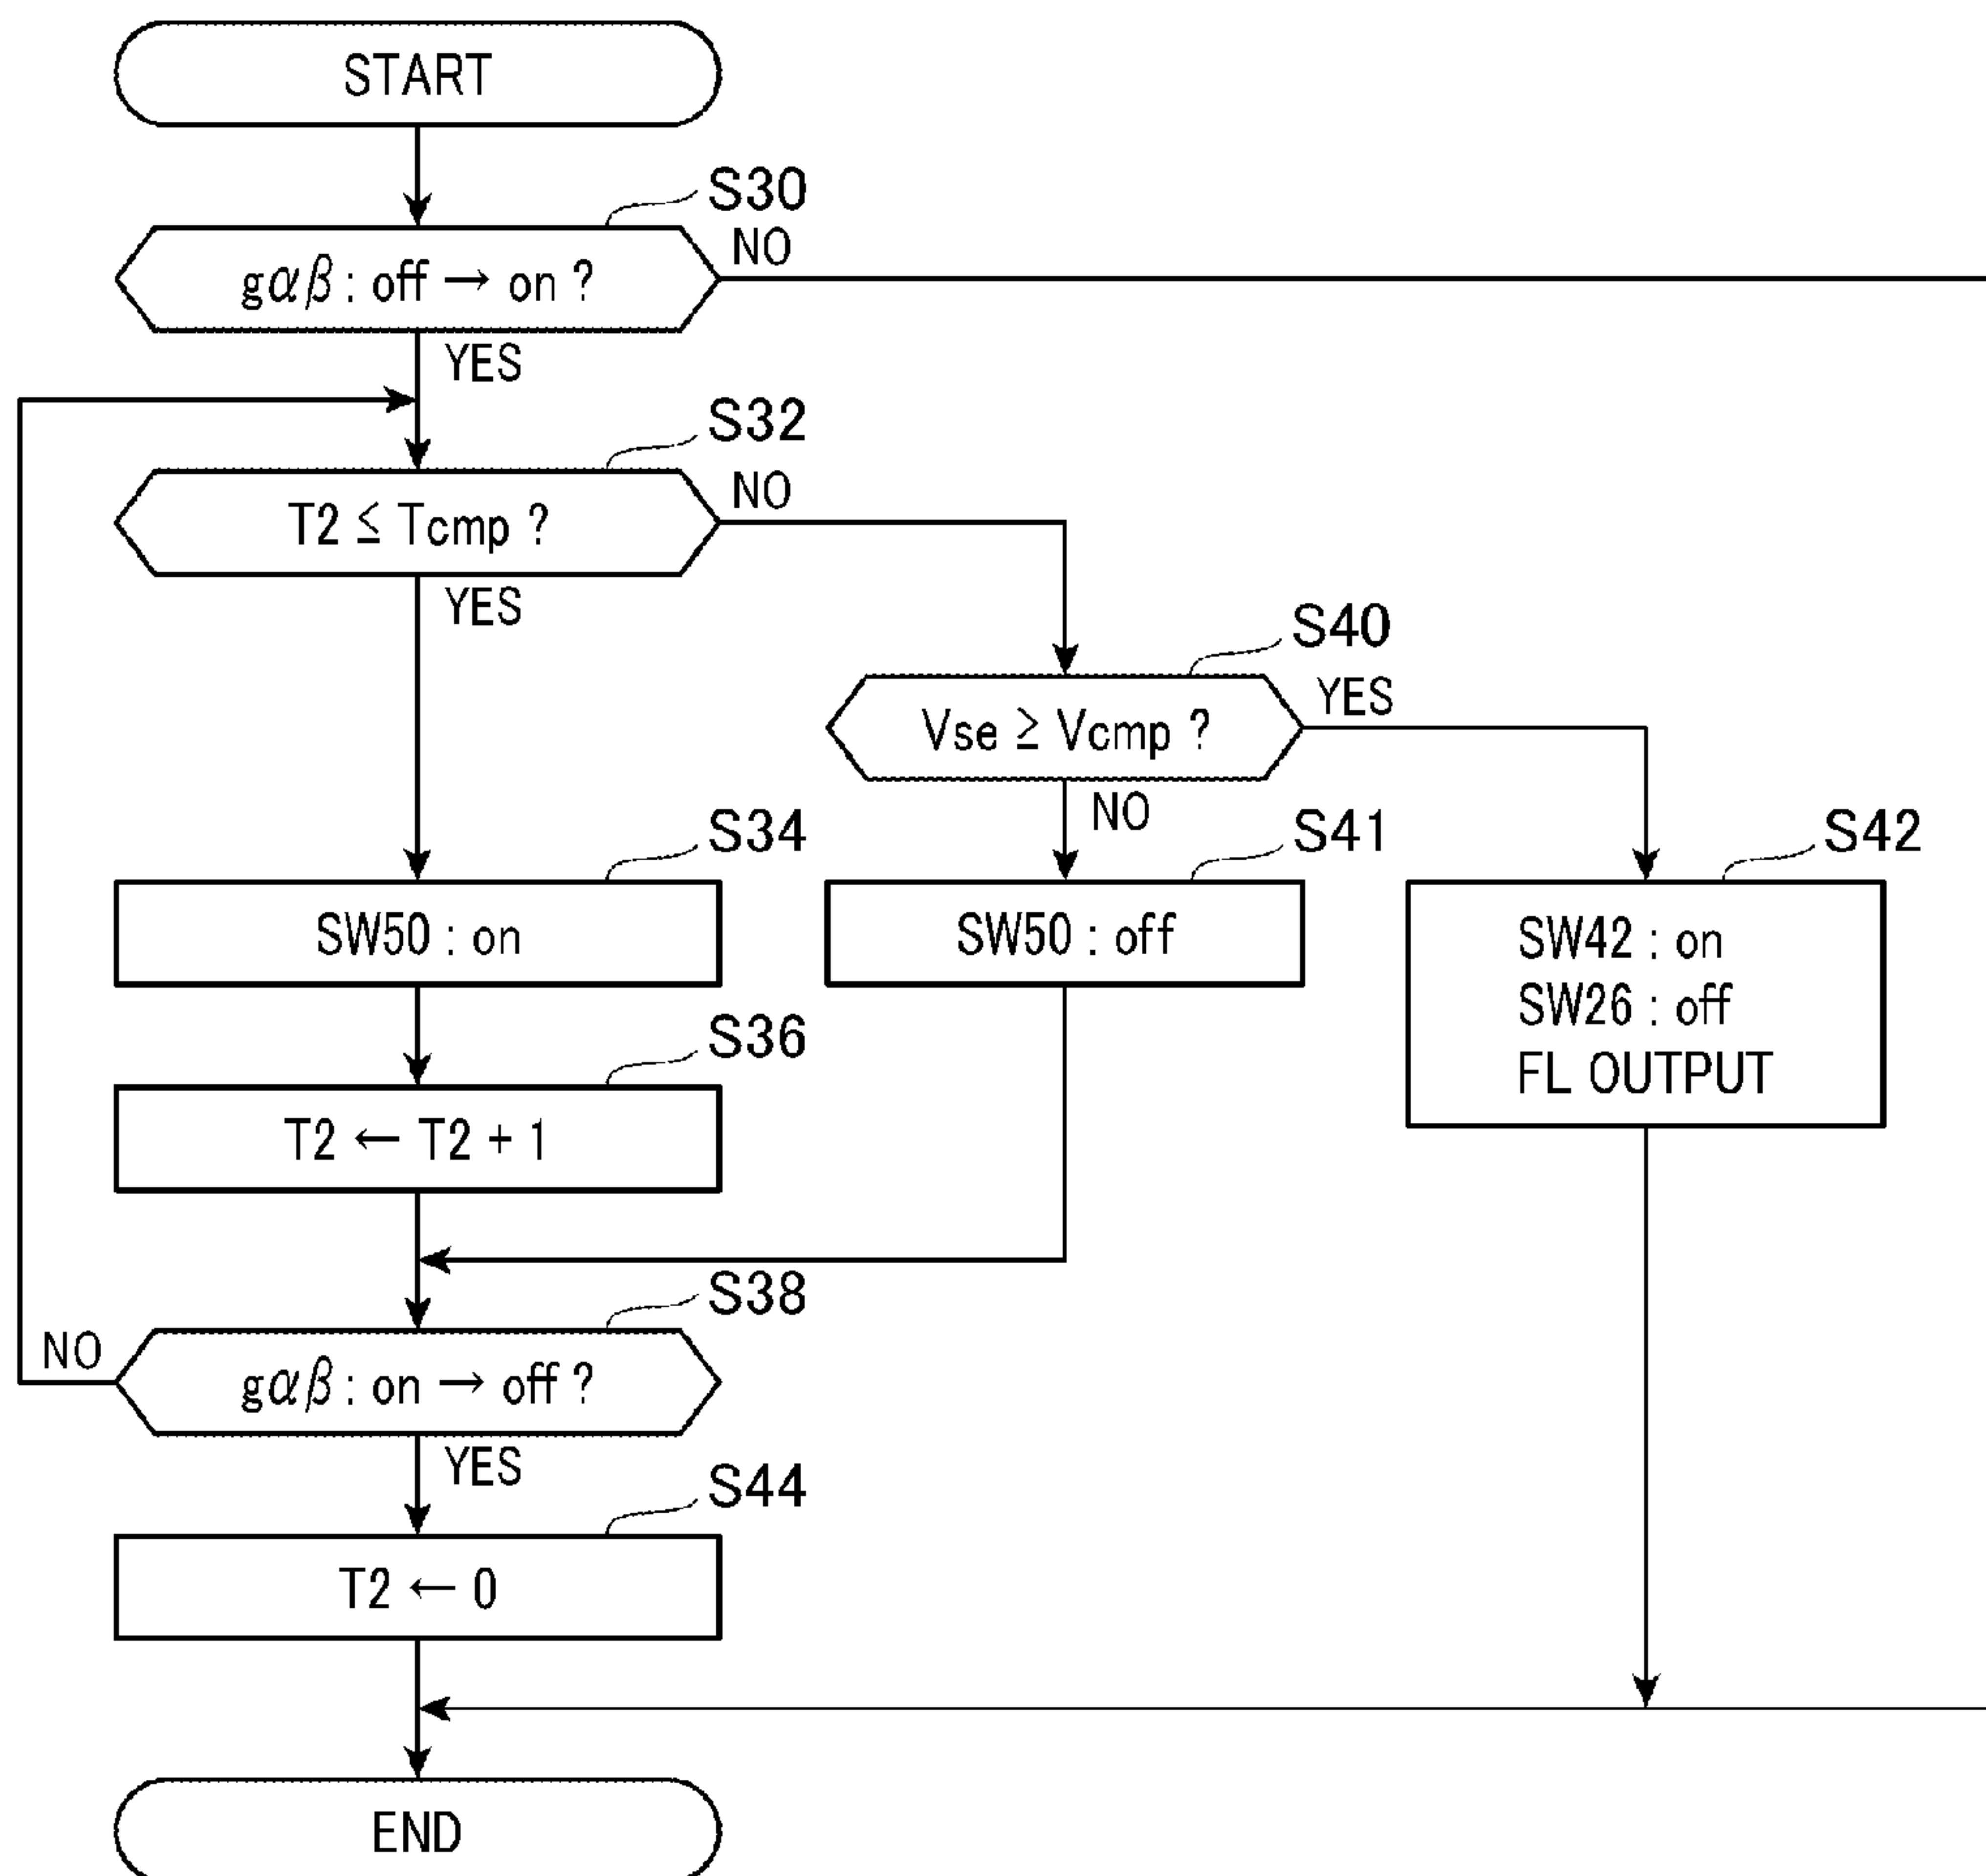 START
S30
gαβ : off → on ?
NO
YES
S32
T2 ≤ Tcmp ?
NO
YES
S40
Vse ≥ Vcmp ?
YES
NO
S34
SW50 : on
S41
SW50 : off
S42
SW42 : on
SW26 : off
FL OUTPUT
S36
T2 ← T2 + 1
S38
gαβ : on → off ?
NO
YES
S44
T2 ← 0
END